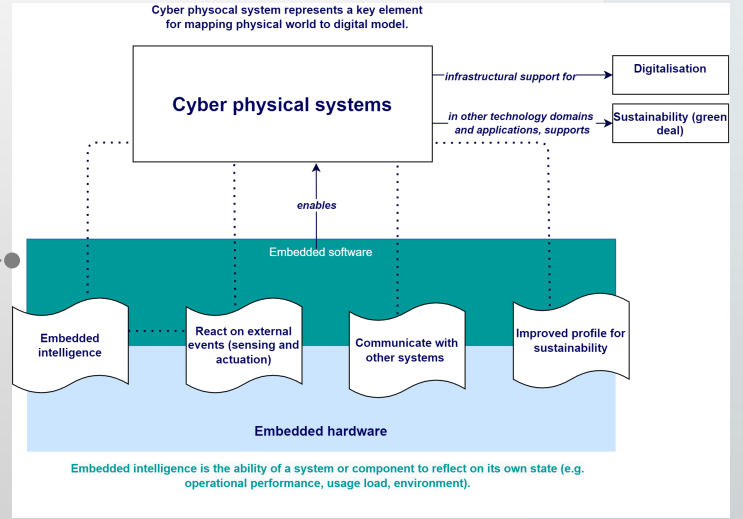 Cyber physocal system represents a key element
for mapping physical world to digital model.
Cyber physical systems
infrastructural support for
Digitalisation
in other technology domains
and applications, supports
Sustainability (green
deal)
enables
Embedded software
Embedded
intelligence
React on external
events (sensing and
actuation)
Communicate with
other systems
Improved profile for
sustainability
Embedded hardware
Embedded intelligence is the ability of a system or component to reflect on its own state (e.g.
operational performance, usage load, environment).